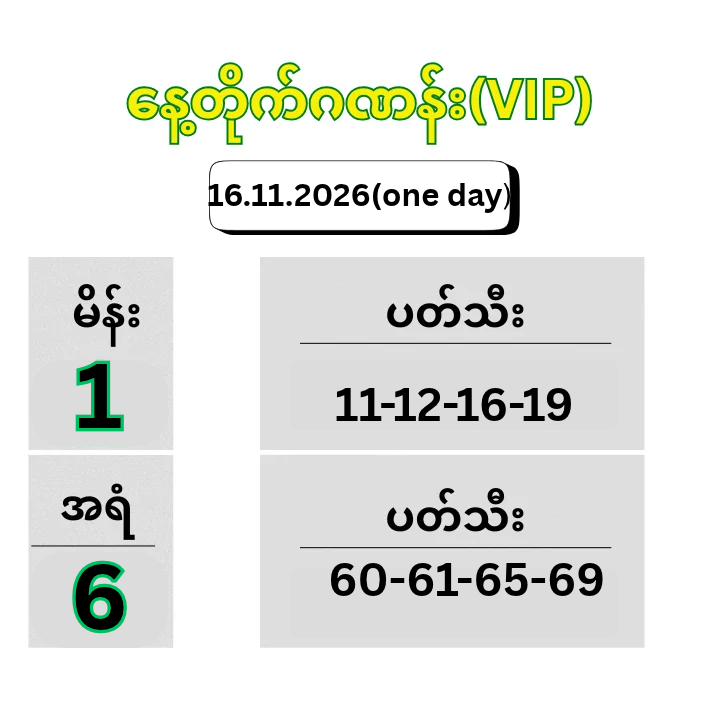 နေ့တိုက်ဂဏန်း(VIP)
16.11.2026(one day)
မိန်း
1
ပတ်သီး
11-12-16-19
အရံ
6
ပတ်သီး
60-61-65-69